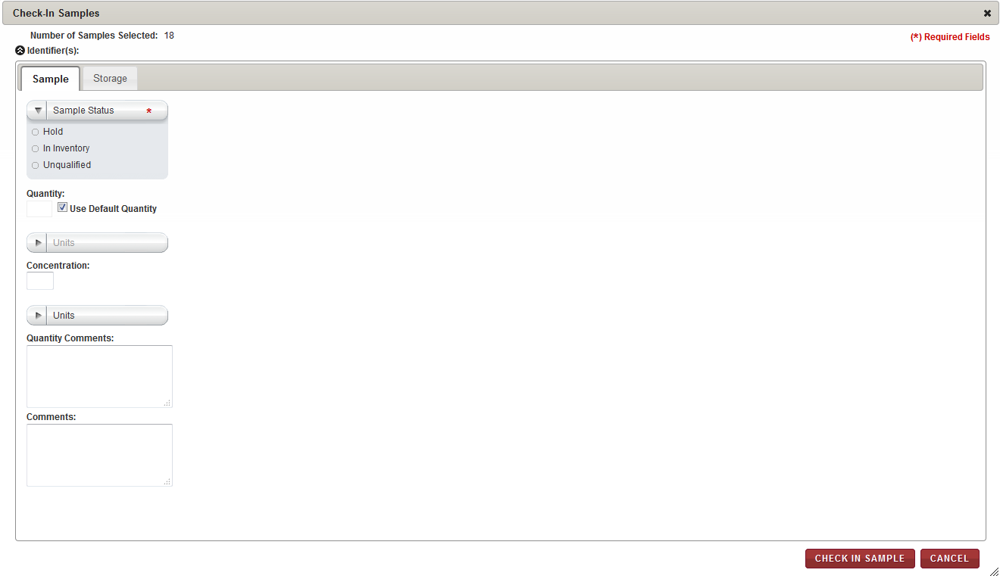 Check-In Samples
Number of Samples Selected: 18
(*) Required Fields
Identifier(s):
Sample Storage
Sample Status *
Hold
In Inventory
Unqualified
Quantity:
Use Default Quantity
Units
Concentration:
Units
Quantity Comments:
Comments:
CHECK IN SAMPLE CANCEL